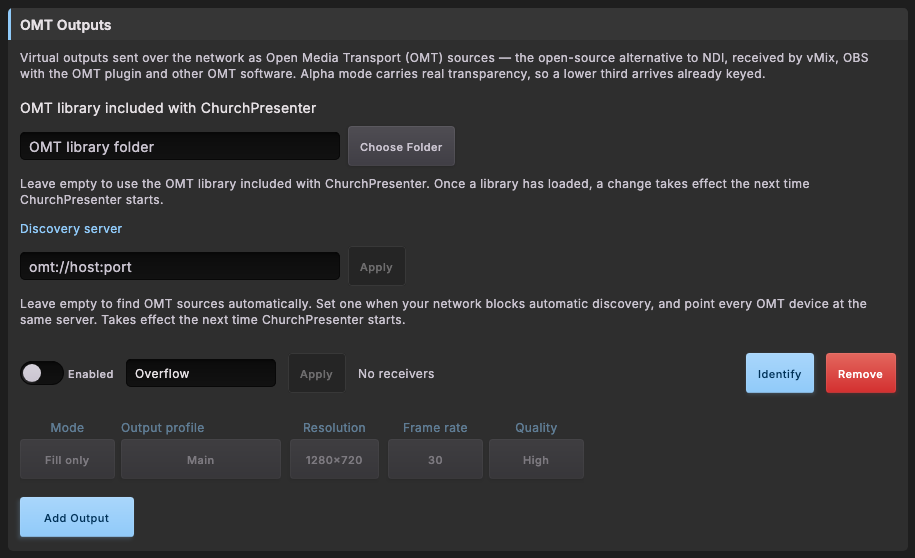 OMT Outputs
Virtual outputs sent over the network as Open Media Transport (OMT) sources — the open-source alternative to NDI, received by vMix, OBS
with the OMT plugin and other OMT software. Alpha mode carries real transparency, so a lower third arrives already keyed.
OMT library included with ChurchPresenter
OMT library folder Choose Folder
Leave empty to use the OMT library included with ChurchPresenter. Once a library has loaded, a change takes effect the next time
ChurchPresenter starts.
Discovery server
omt://host:port Apply
Leave empty to find OMT sources automatically. Set one when your network blocks automatic discovery, and point every OMT device at the
same server. Takes effect the next time ChurchPresenter starts.
Enabled Overflow Apply No receivers Identify Remove
Mode Output profile Resolution Frame rate Quality
Fill only Main 1280×720 30 High
Add Output